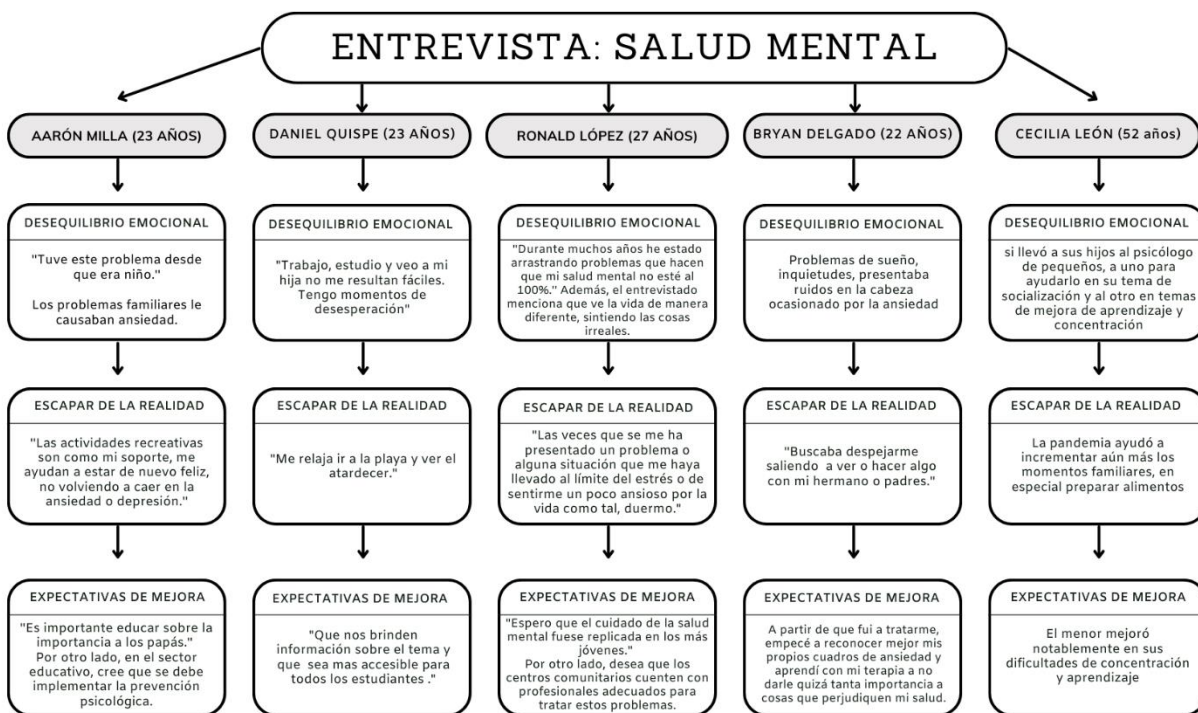 ENTREVISTA: SALUD MENTAL
AARÓN MILLA (23 AÑOS)
DESEQUILIBRIO EMOCIONAL
"Tuve este problema desde
que era niño."
Los problemas familiares le
causaban ansiedad.
ESCAPAR DE LA REALIDAD
"Las actividades recreativas
son como mi soporte, me
ayudan a estar de nuevo feliz,
no volviendo a caer en la
ansiedad o depresión."
EXPECTATIVAS DE MEJORA
"Es importante educar sobre la
importancia a los papás."
Por otro lado, en el sector
educativo, cree que se debe
implementar la prevención
psicológica.
DANIEL QUISPE (23 AÑOS)
DESEQUILIBRIO EMOCIONAL
"Trabajo, estudio y veo a mi
hija no me resultan fáciles.
Tengo momentos de
desesperación"
ESCAPAR DE LA REALIDAD
"Me relaja ir a la playa y ver el
atardecer."
EXPECTATIVAS DE MEJORA
"Que nos brinden
información sobre el tema y
que sea mas accesible para
todos los estudiantes ."
RONALD LÓPEZ (27 AÑOS)
DESEQUILIBRIO EMOCIONAL
"Durante muchos años he estado
arrastrando problemas que hacen
que mi salud mental no esté al
100%." Además, el entrevistado
menciona que ve la vida de manera
diferente, sintiendo las cosas
irreales.
ESCAPAR DE LA REALIDAD
"Las veces que se me ha
presentado un problema o
alguna situación que me haya
llevado al límite del estrés o de
sentirme un poco ansioso por la
vida como tal, duermo."
EXPECTATIVAS DE MEJORA
"Espero que el cuidado de la salud
mental fuese replicada en los más
jóvenes."
Por otro lado, desea que los
centros comunitarios cuenten con
profesionales adecuados para
tratar estos problemas.
BRYAN DELGADO (22 AÑOS)
DESEQUILIBRIO EMOCIONAL
Problemas de sueño,
inquietudes, presentaba
ruidos en la cabeza
ocasionado por la ansiedad
ESCAPAR DE LA REALIDAD
"Buscaba despejarme
saliendo a ver o hacer algo
con mi hermano o padres."
EXPECTATIVAS DE MEJORA
A partir de que fui a tratarme,
empecé a reconocer mejor mis
propios cuadros de ansiedad y
aprendí con mi terapia a no
darle quizá tanta importancia a
cosas que perjudiquen mi salud.
CECILIA LEÓN (52 años)
DESEQUILIBRIO EMOCIONAL
si llevó a sus hijos al psicólogo
de pequeños, a uno para
ayudarlo en su tema de
socialización y al otro en temas
de mejora de aprendizaje y
concentración
ESCAPAR DE LA REALIDAD
La pandemia ayudó a
incrementar aún más los
momentos familiares, en
especial preparar alimentos
EXPECTATIVAS DE MEJORA
El menor mejoró
notablemente en sus
dificultades de concentración
y aprendizaje